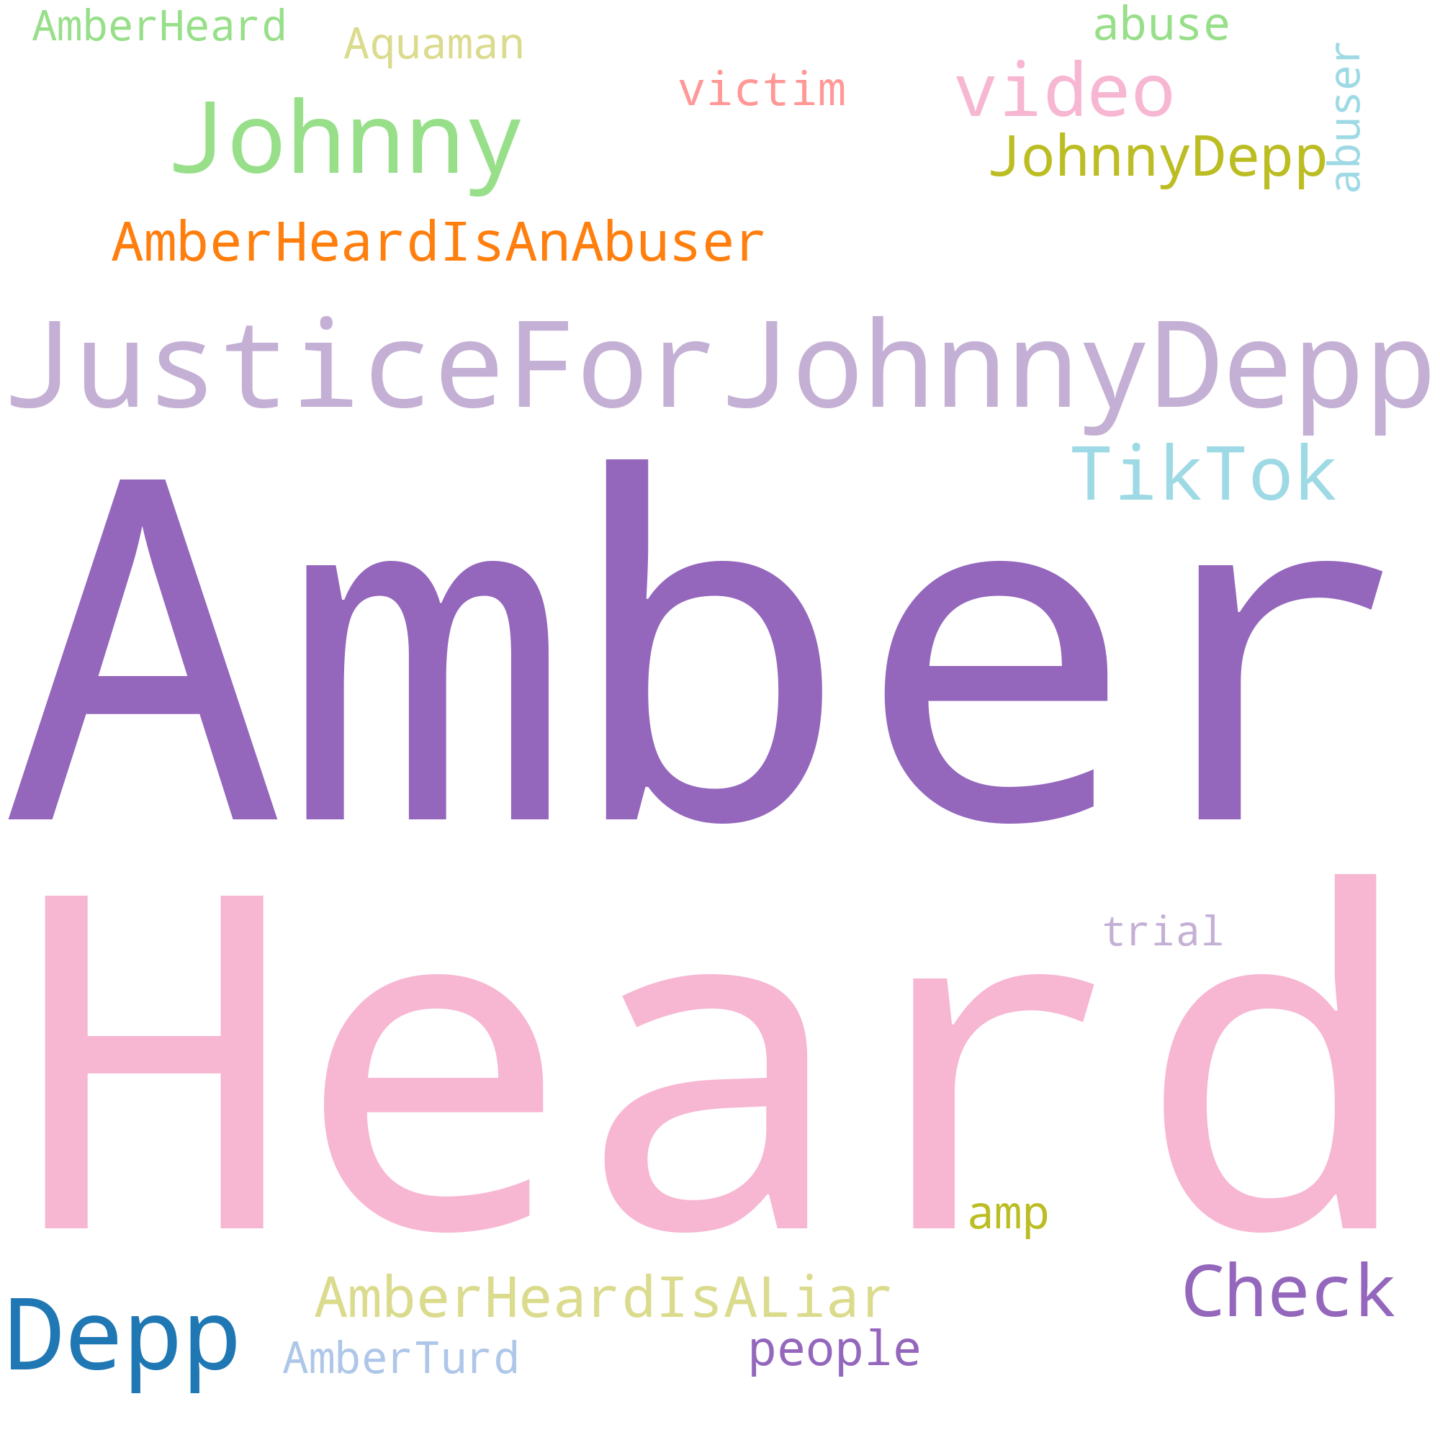 AmberHeard
Aquaman
abuse
victim
video
abuser
Johnny
JohnnyDepp
AmberHeardIsAnAbuser
JusticeForJohnnyDepp
TikTok
Amber
Heard
trial
amp
Check
Depp
AmberHeardIsALiar
AmberTurd
people